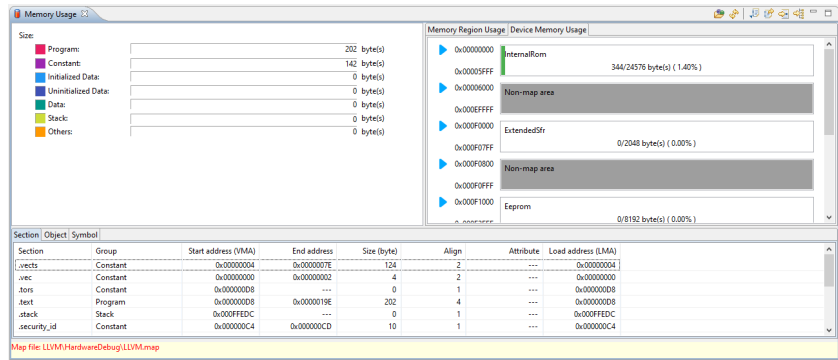 Memory Usage
Size:
Program: 202 byte(s)
Constant: 142 byte(s)
Initialized Data: 0 byte(s)
Uninitialized Data: 0 byte(s)
Data: 0 byte(s)
Stack: 0 byte(s)
Others: 0 byte(s)
Memory Region Usage Device Memory Usage
0x00000000 InternalRom
344/24576 byte(s) ( 1.40% )
0x00005FFF
0x00006000 Non-map area
0x000EFFFF
0x000F0000 ExtendedSfr
0/2048 byte(s) ( 0.00% )
0x000F07FF
0x000F0800 Non-map area
0x000F0FFF
0x000F1000 Eeprom
0/8192 byte(s) ( 0.00% )
Section Object Symbol
Section Group Start address (VMA) End address Size (byte) Align Attribute Load address (LMA)
.vects Constant 0x00000004 0x0000007E 124 2 --- 0x00000004
.vec Constant 0x00000000 0x00000002 4 2 --- 0x00000000
.tors Constant 0x000000D8 --- 0 1 --- 0x000000D8
.text Program 0x000000D8 0x0000019E 202 4 --- 0x000000D8
.stack Stack 0x000FFEDC --- 0 1 --- 0x000FFEDC
.security_id Constant 0x000000C4 0x000000CD 10 1 --- 0x000000C4
Map file: LLVM\HardwareDebug\LLVM.map